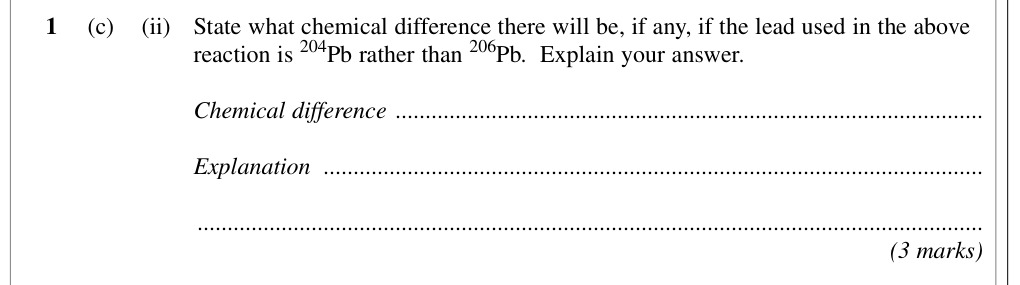 1 (c) (ii) State what chemical difference there will be, if any, if the lead used in the above
reaction is ²⁰⁴Pb rather than ²⁰⁶Pb. Explain your answer.
Chemical difference ....................................................................................................
Explanation ................................................................................................................
.....................................................................................................................................
(3 marks)